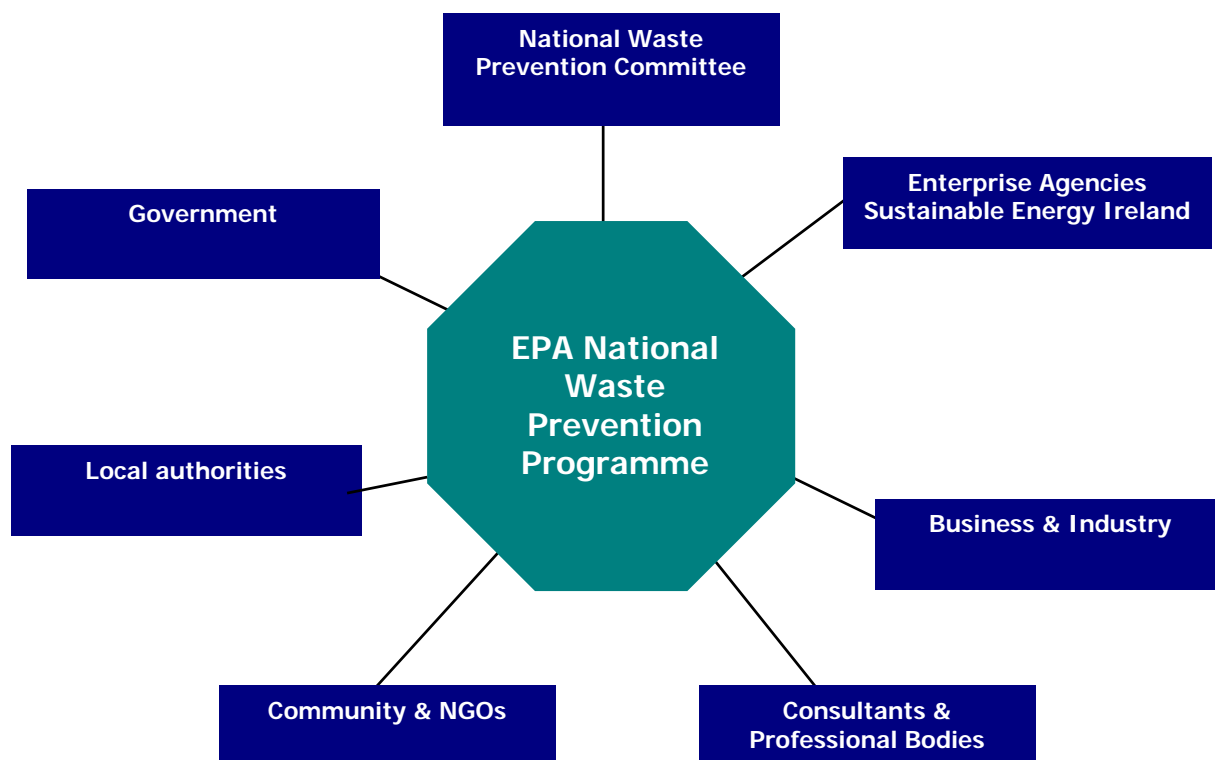 National Waste
Prevention Committee
Enterprise Agencies
Sustainable Energy Ireland
Government
EPA National
Waste
Prevention
Programme
Local authorities
Business & Industry
Community & NGOs
Consultants &
Professional Bodies